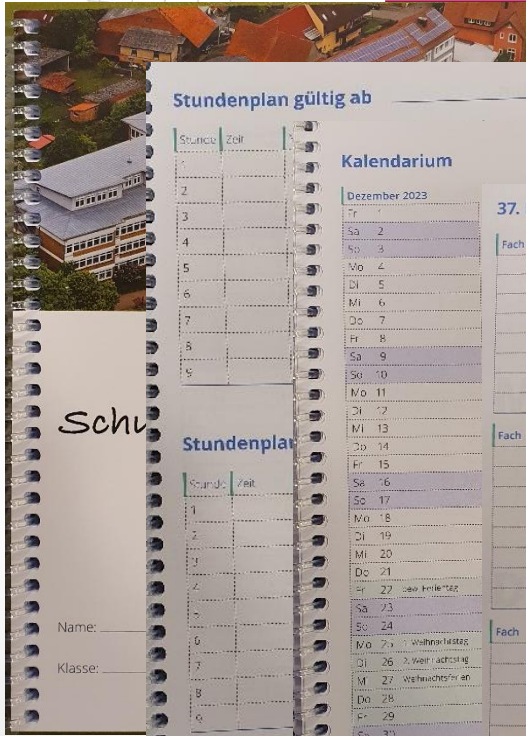 Schu
Name:
Klasse:
Stundenplan gültig ab
Stunde Zeit
1
2
3
4
5
6
7
8
9
Stundenplan
Stunde Zeit
1
2
3
4
5
6
7
8
9
Kalendarium
Dezember 2023
Fr 1
Sa 2
So 3
Mo 4
Di 5
Mi 6
Do 7
Fr 8
Sa 9
So 10
Mo 11
Di 12
Mi 13
Do 14
Fr 15
Sa 16
So 17
Mo 18
Di 19
Mi 20
Do 21
Fr 22 bew. Ferientag
Sa 23
So 24
Mo 25 1. Weihnachtstag
Di 26 2. Weihnachtstag
Mi 27 Weihnachtsferien
Do 28
Fr 29
Sa 30
37.
Fach
Fach
Fach